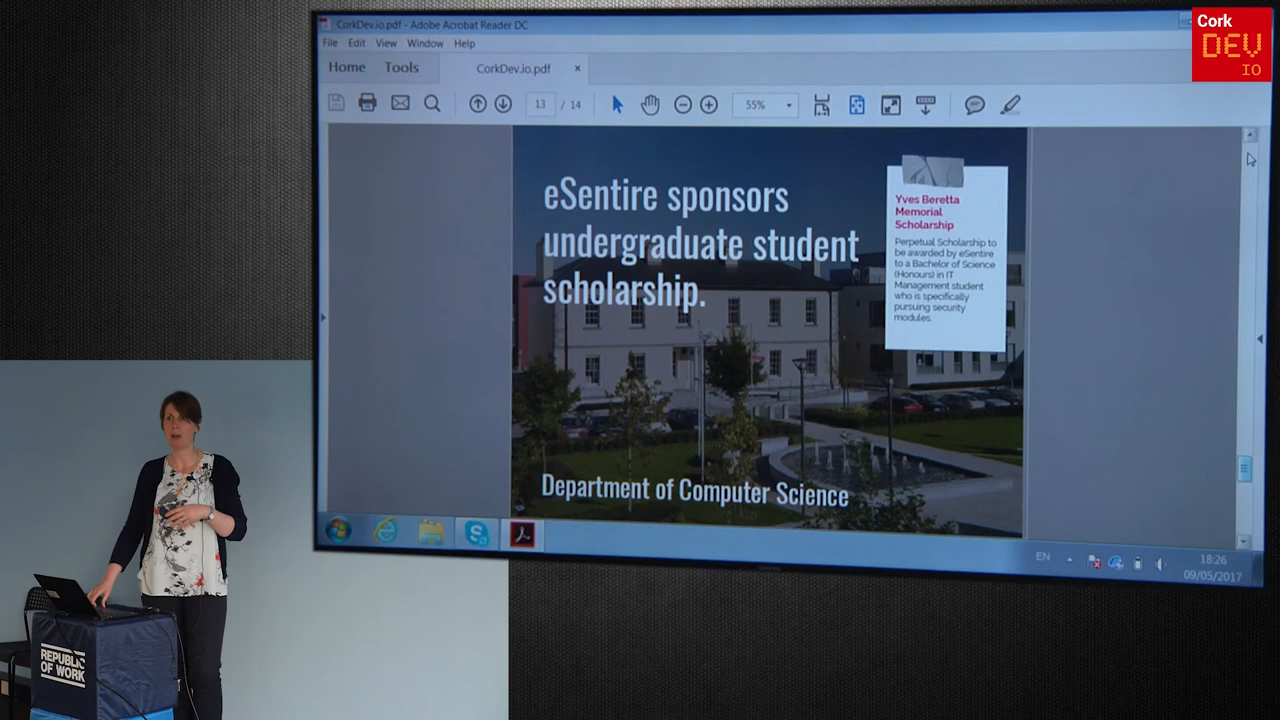 CorkDev.io.pdf - Adobe Acrobat Reader DC
File Edit View Window Help
Home Tools CorkDev.io.pdf ×
13 / 14 55%
Cork
DEV
IO
eSentire sponsors
undergraduate student
scholarship.
Yves Beretta
Memorial
Scholarship
Perpetual Scholarship to
be awarded by eSentire
to a Bachelor of Science
(Honours) in IT
Management student
who is specifically
pursuing security
modules.
Department of Computer Science
EN
18:26
09/05/2017
REPUBLIC
OF WORK